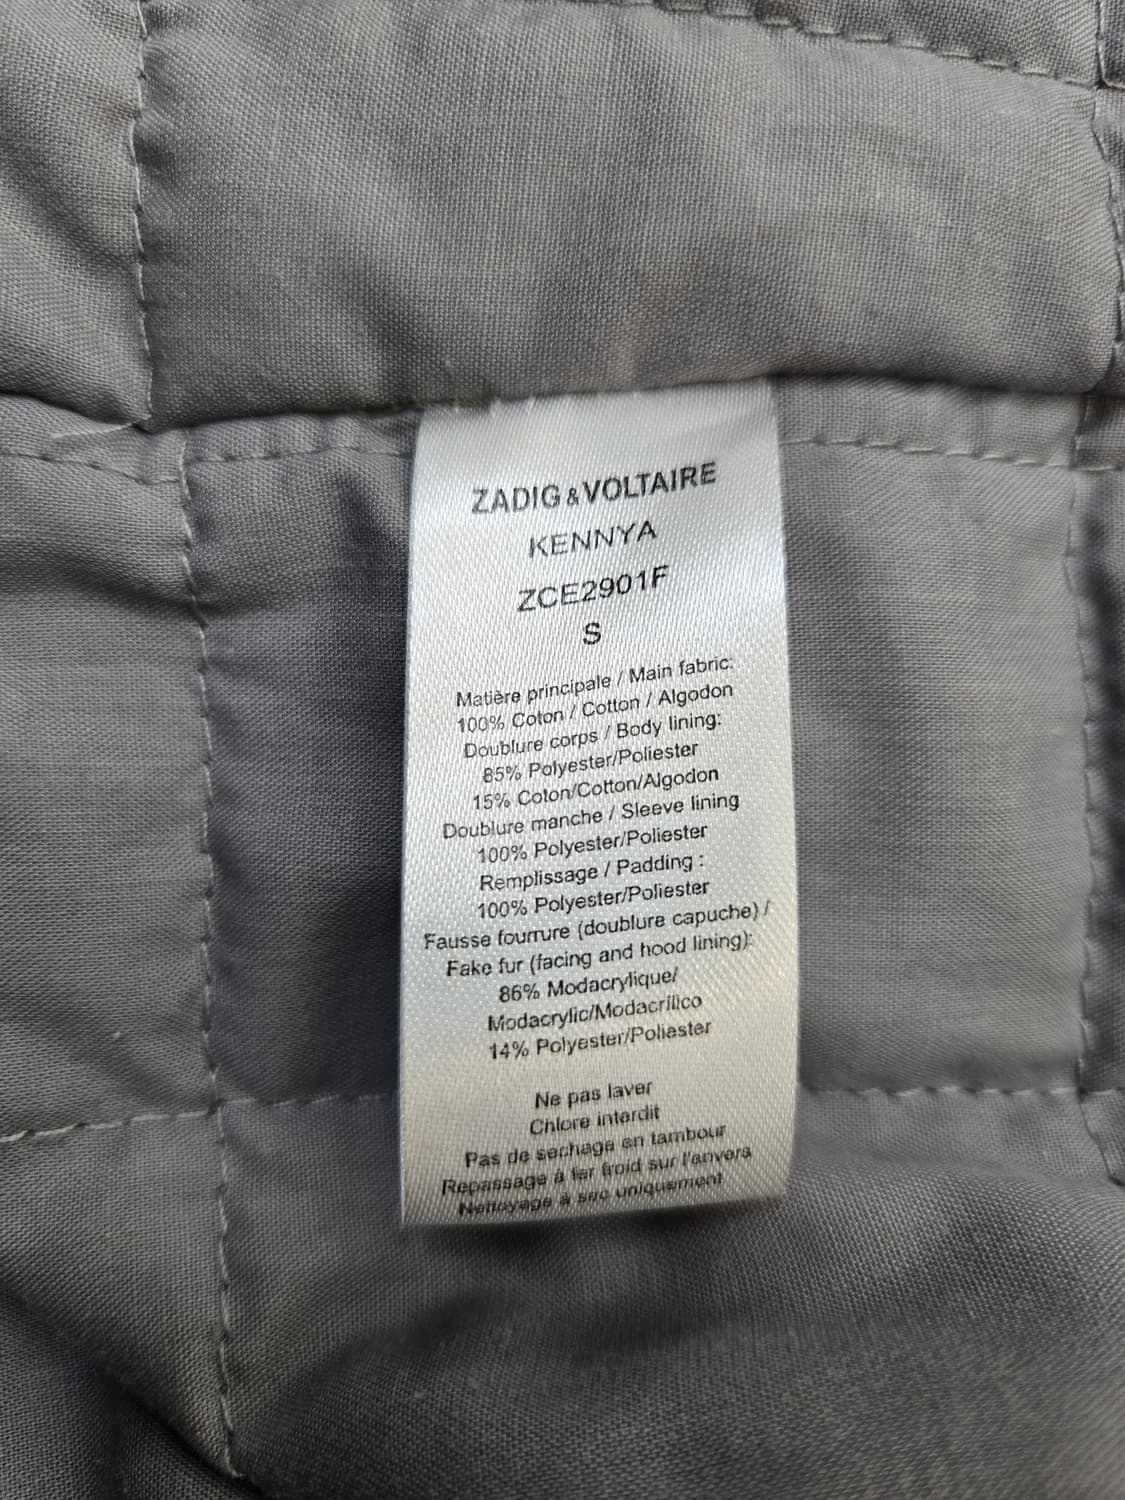 ZADIG & VOLTAIRE
KENNYA
ZCE2901F
S
Matière principale / Main fabric:
100% Coton / Cotton / Algodon
Doublure corps / Body lining:
85% Polyester/Poliester
15% Coton/Cotton/Algodon
Doublure manche / Sleeve lining
100% Polyester/Poliester
Remplissage / Padding :
100% Polyester/Poliester
Fausse fourrure (doublure capuche) /
Fake fur (facing and hood lining):
86% Modacrylique/
Modacrylic/Modacrilico
14% Polyester/Poliester
Ne pas laver
Chlore interdit
Pas de sechage en tambour
Repassage à fer froid sur l'envers
Nettoyage à sec uniquement